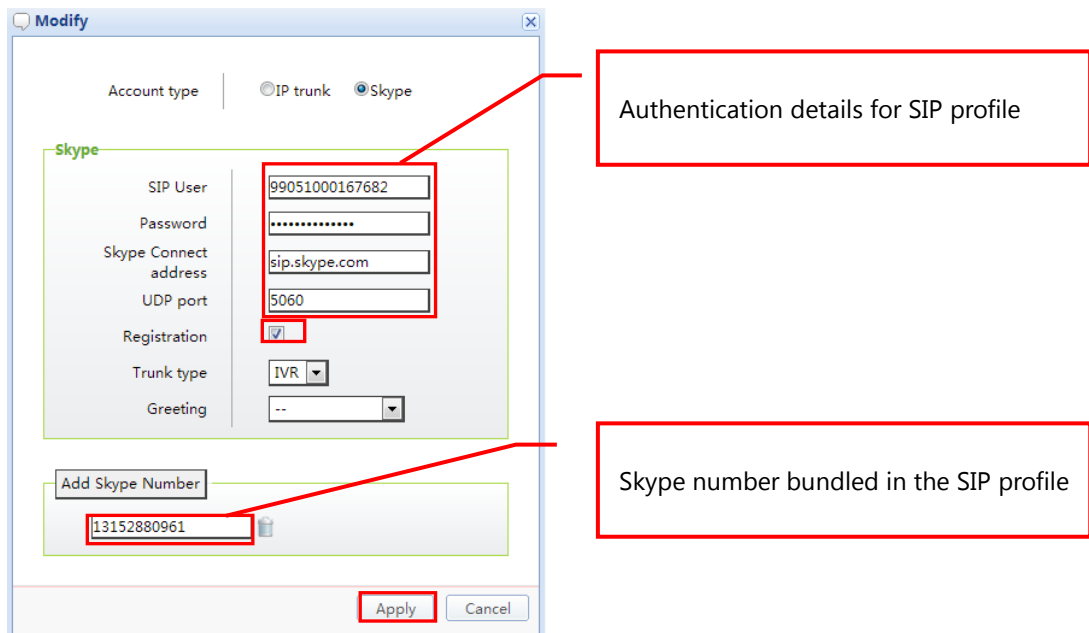 Modify
Account type IP trunk Skype
Authentication details for SIP profile
Skype
SIP User 99051000167682
Password ••••••••••••••
Skype Connect
address sip.skype.com
UDP port 5060
Registration
Trunk type IVR
Greeting --
Add Skype Number
Skype number bundled in the SIP profile
13152880961
Apply Cancel